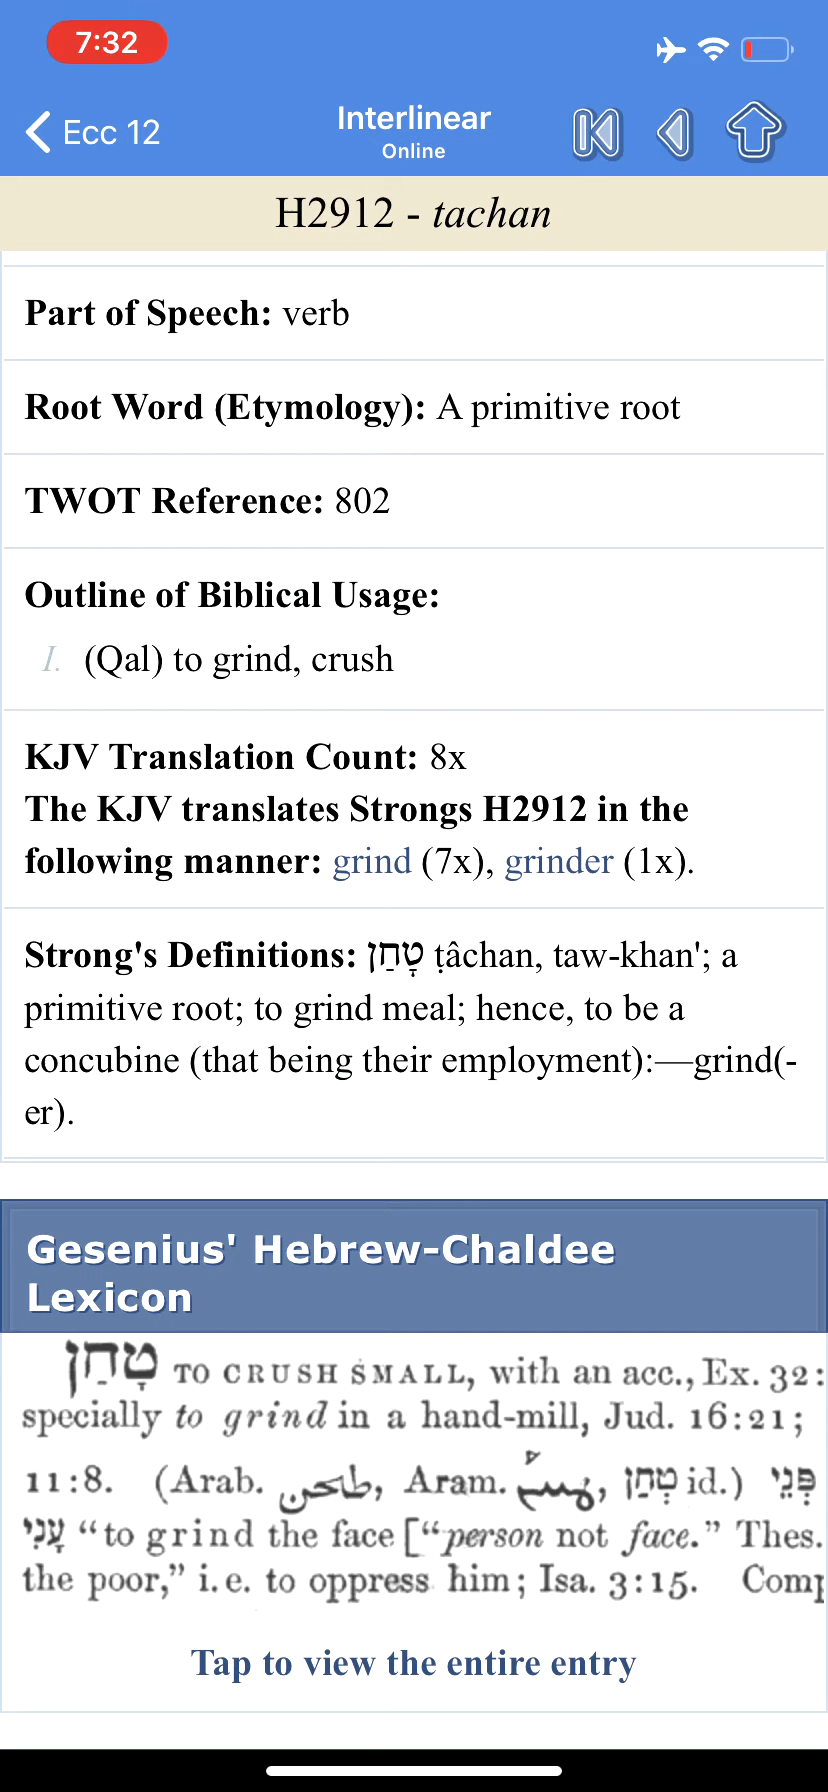 7:32
Ecc 12
Interlinear
Online
H2912 - tachan
Part of Speech: verb
Root Word (Etymology): A primitive root
TWOT Reference: 802
Outline of Biblical Usage:
I. (Qal) to grind, crush
KJV Translation Count: 8x
The KJV translates Strongs H2912 in the
following manner: grind (7x), grinder (1x).
Strong's Definitions: טָחַן ṭâchan, taw-khan'; a
primitive root; to grind meal; hence, to be a
concubine (that being their employment):—grind(-
er).
Gesenius' Hebrew-Chaldee
Lexicon
טָחַן TO CRUSH SMALL, with an acc., Ex. 32:
specially to grind in a hand-mill, Jud. 16:21;
11:8. (Arab. طحن, Aram. טְחַן id.) פְּנֵי
עָנִי “to grind the face [“person not face.” Thes.
the poor,” i.e. to oppress him; Isa. 3:15.
Tap to view the entire entry